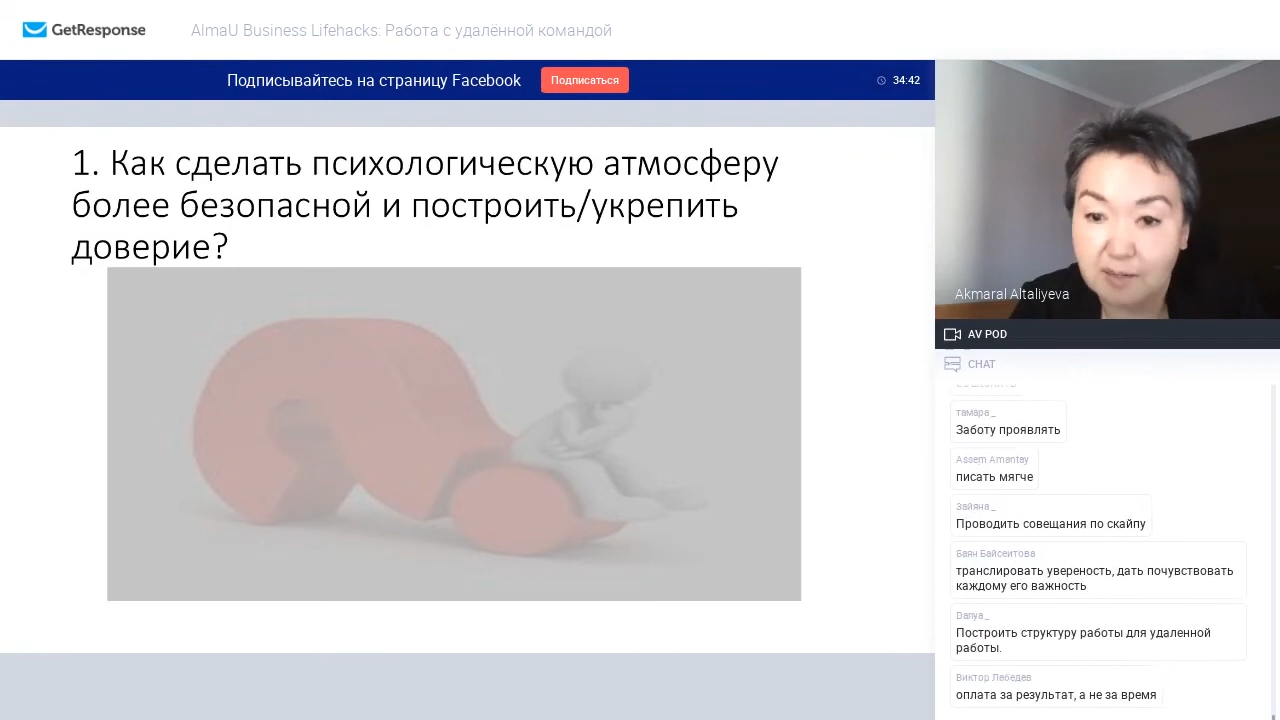 GetResponse
AlmaU Business Lifehacks: Работа с удалённой командой
Подписывайтесь на страницу Facebook
Подписаться
34:42
1. Как сделать психологическую атмосферу
более безопасной и построить/укрепить
доверие?
Akmaral Altaliyeva
AV POD
CHAT
тамара _
Заботу проявлять
Assem Amantay
писать мягче
Зайяна _
Проводить совещания по скайпу
Баян Байсеитова
транслировать увереность, дать почувствовать
каждому его важность
Danya _
Построить структуру работы для удаленной
работы.
Виктор Лебедев
оплата за результат, а не за время